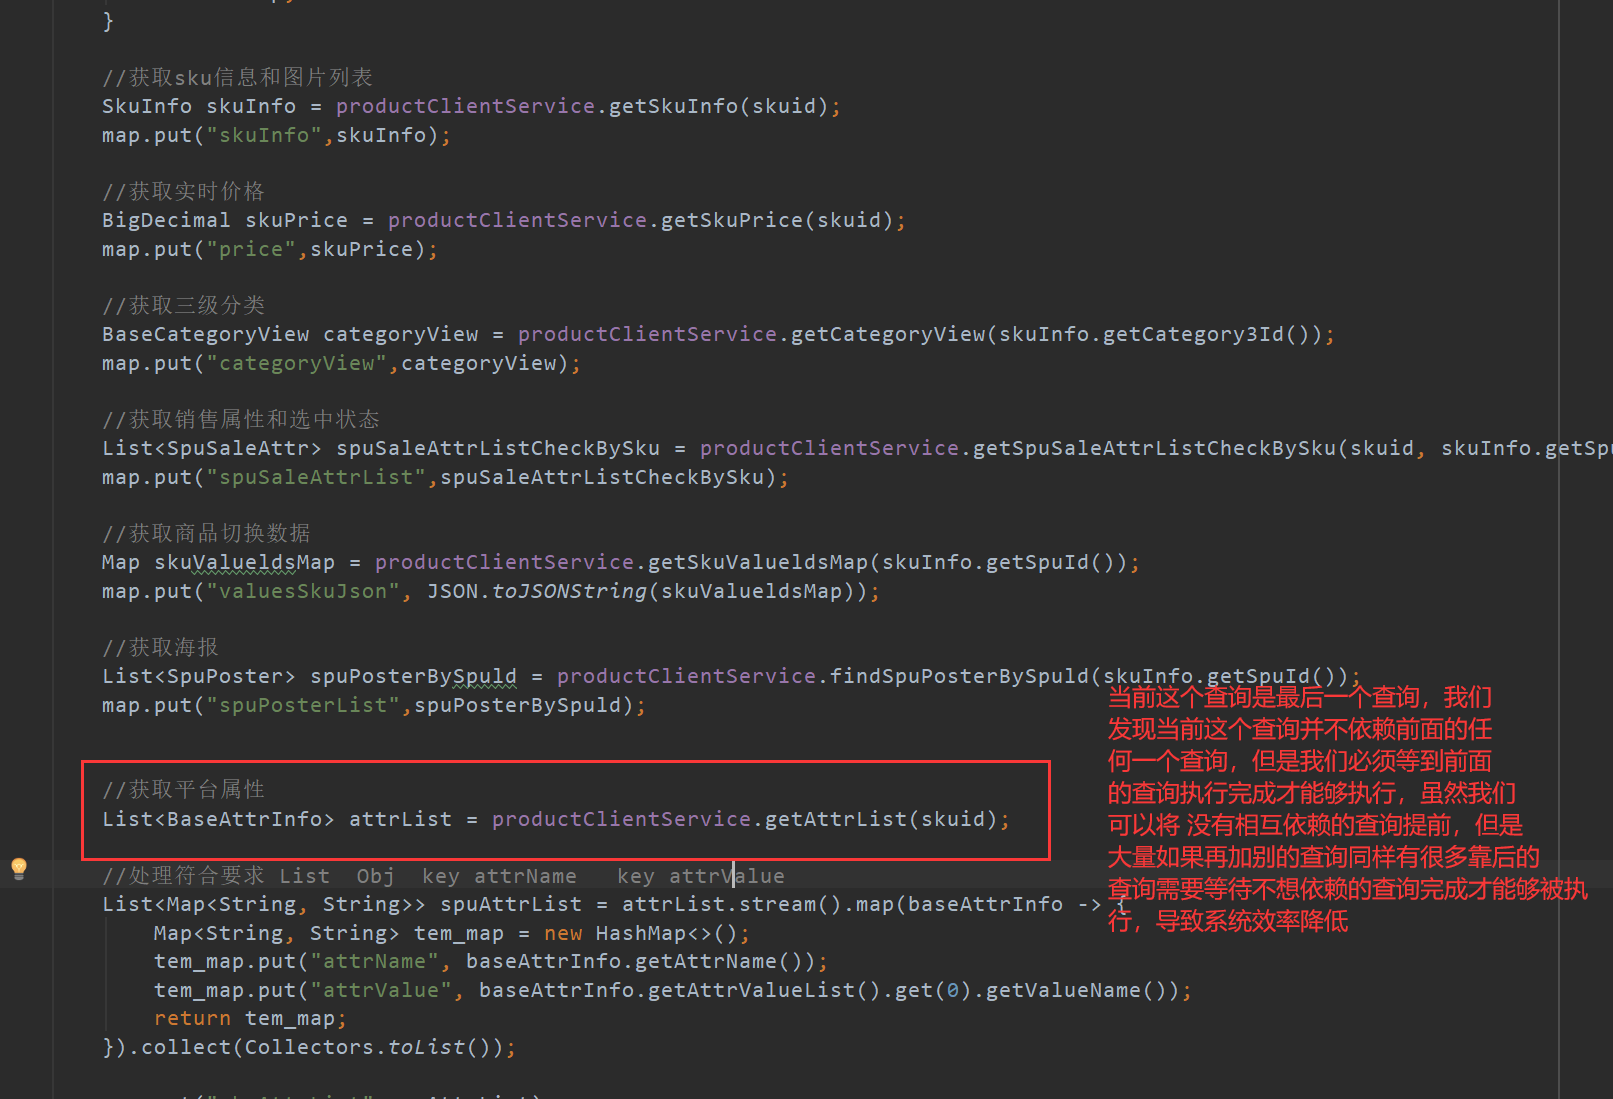 }
//获取sku信息和图片列表
SkuInfo skuInfo = productClientService.getSkuInfo(skuid);
map.put("skuInfo",skuInfo);
//获取实时价格
BigDecimal skuPrice = productClientService.getSkuPrice(skuid);
map.put("price",skuPrice);
//获取三级分类
BaseCategoryView categoryView = productClientService.getCategoryView(skuInfo.getCategory3Id());
map.put("categoryView",categoryView);
//获取销售属性和选中状态
List<SpuSaleAttr> spuSaleAttrListCheckBySku = productClientService.getSpuSaleAttrListCheckBySku(skuid, skuInfo.getSpu
map.put("spuSaleAttrList",spuSaleAttrListCheckBySku);
//获取商品切换数据
Map skuValueldsMap = productClientService.getSkuValueldsMap(skuInfo.getSpuId());
map.put("valuesSkuJson", JSON.toJSONString(skuValueldsMap));
//获取海报
List<SpuPoster> spuPosterBySpuld = productClientService.findSpuPosterBySpuld(skuInfo.getSpuId());
map.put("spuPosterList",spuPosterBySpuld);
当前这个查询是最后一个查询，我们
发现当前这个查询并不依赖前面的任
何一个查询，但是我们必须等到前面
的查询执行完成才能够执行，虽然我们
可以将 没有相互依赖的查询提前，但是
大量如果再加别的查询同样有很多靠后的
查询需要等待不想依赖的查询完成才能够被执
行，导致系统效率降低
//获取平台属性
List<BaseAttrInfo> attrList = productClientService.getAttrList(skuid);
//处理符合要求 List  Obj  key attrName   key attrValue
List<Map<String, String>> spuAttrList = attrList.stream().map(baseAttrInfo -> {
Map<String, String> tem_map = new HashMap<>();
tem_map.put("attrName", baseAttrInfo.getAttrName());
tem_map.put("attrValue", baseAttrInfo.getAttrValueList().get(0).getValueName());
return tem_map;
}).collect(Collectors.toList());